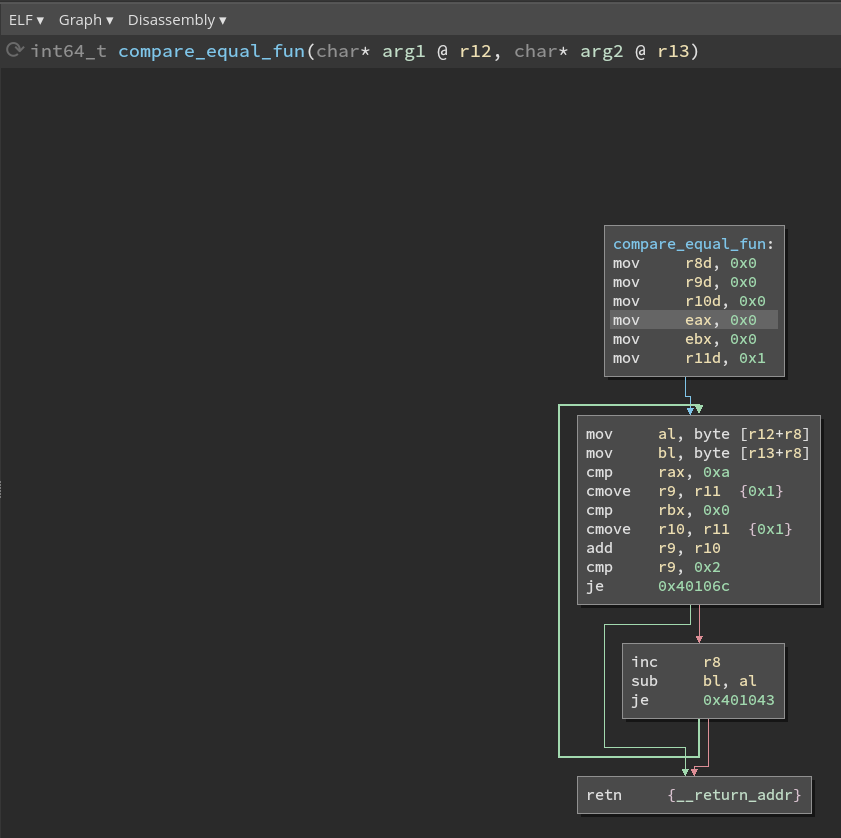 ELF ▾ Graph ▾ Disassembly ▾
int64_t compare_equal_fun(char* arg1 @ r12, char* arg2 @ r13)
compare_equal_fun:
mov r8d, 0x0
mov r9d, 0x0
mov r10d, 0x0
mov eax, 0x0
mov ebx, 0x0
mov r11d, 0x1
mov al, byte [r12+r8]
mov bl, byte [r13+r8]
cmp rax, 0xa
cmove r9, r11 {0x1}
cmp rbx, 0x0
cmove r10, r11 {0x1}
add r9, r10
cmp r9, 0x2
je 0x40106c
inc r8
sub bl, al
je 0x401043
retn {__return_addr}